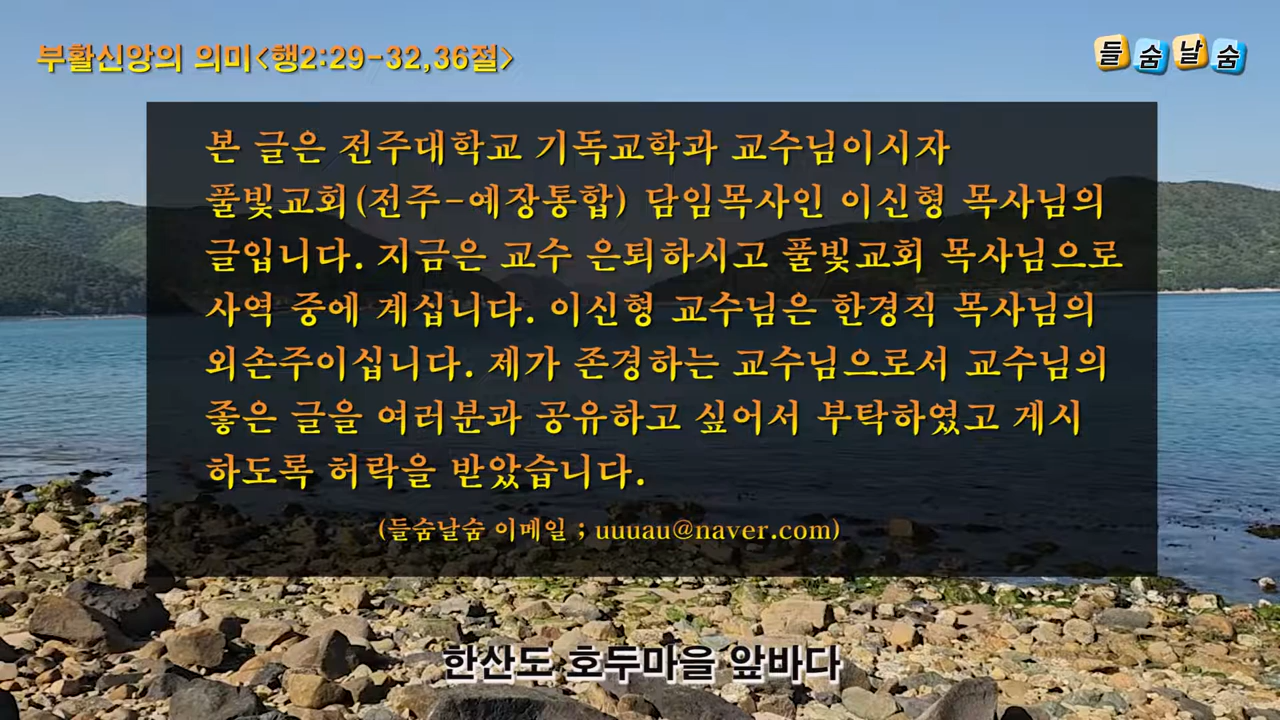 부활신앙의 의미<행2:29-32,36절>
들숨날숨
본 글은 전주대학교 기독교학과 교수님이시자
풀빛교회(전주-예장통합) 담임목사인 이신형 목사님의
글입니다. 지금은 교수 은퇴하시고 풀빛교회 목사님으로
사역 중에 계십니다. 이신형 교수님은 한경직 목사님의
외손주이십니다. 제가 존경하는 교수님으로서 교수님의
좋은 글을 여러분과 공유하고 싶어서 부탁하였고 게시
하도록 허락을 받았습니다.
(들숨날숨 이메일 ; uuuau@naver.com)
한산도 호두마을 앞바다